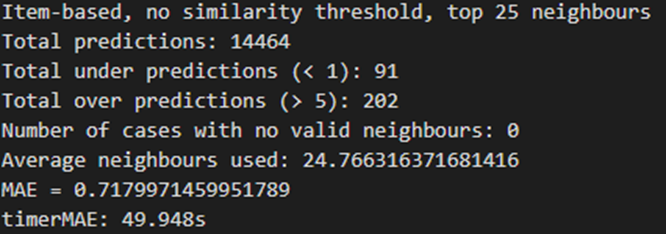 Item-based, no similarity threshold, top 25 neighbours
Total predictions: 14464
Total under predictions (< 1): 91
Total over predictions (> 5): 202
Number of cases with no valid neighbours: 0
Average neighbours used: 24.766316371681416
MAE = 0.7179971459951789
timerMAE: 49.948s